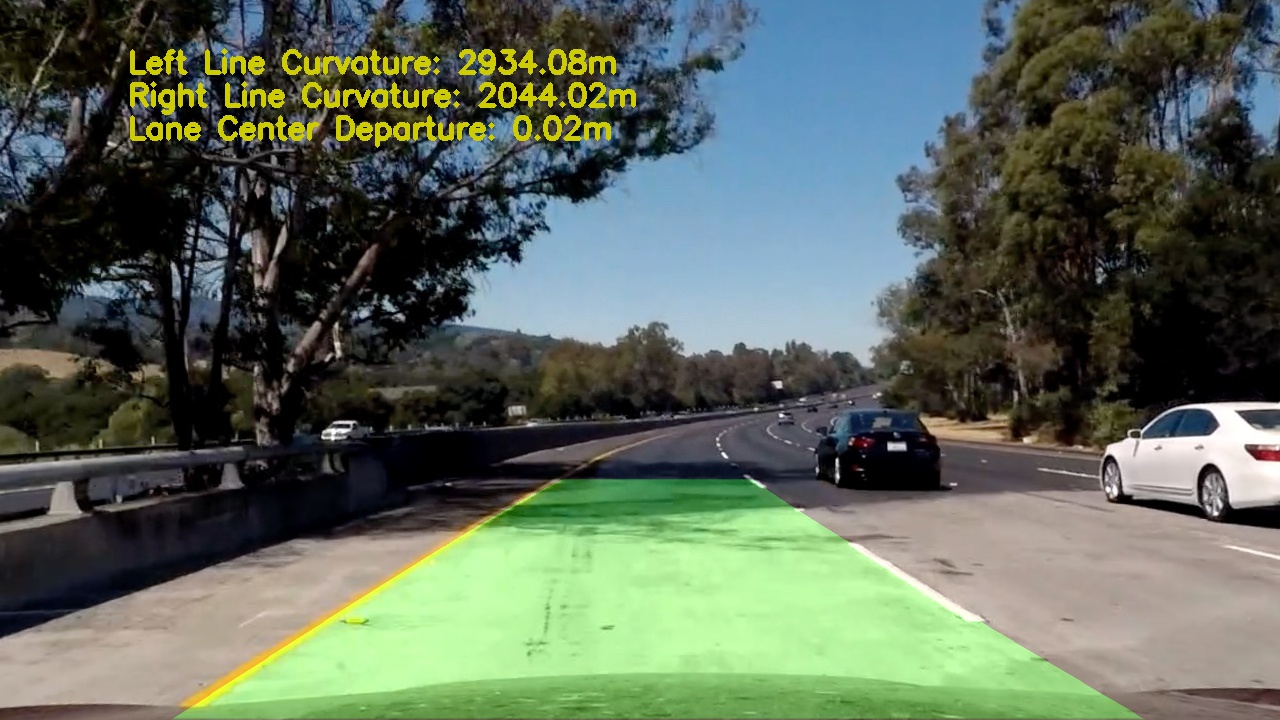 Left Line Curvature: 2934.08m
Right Line Curvature: 2044.02m
Lane Center Departure: 0.02m